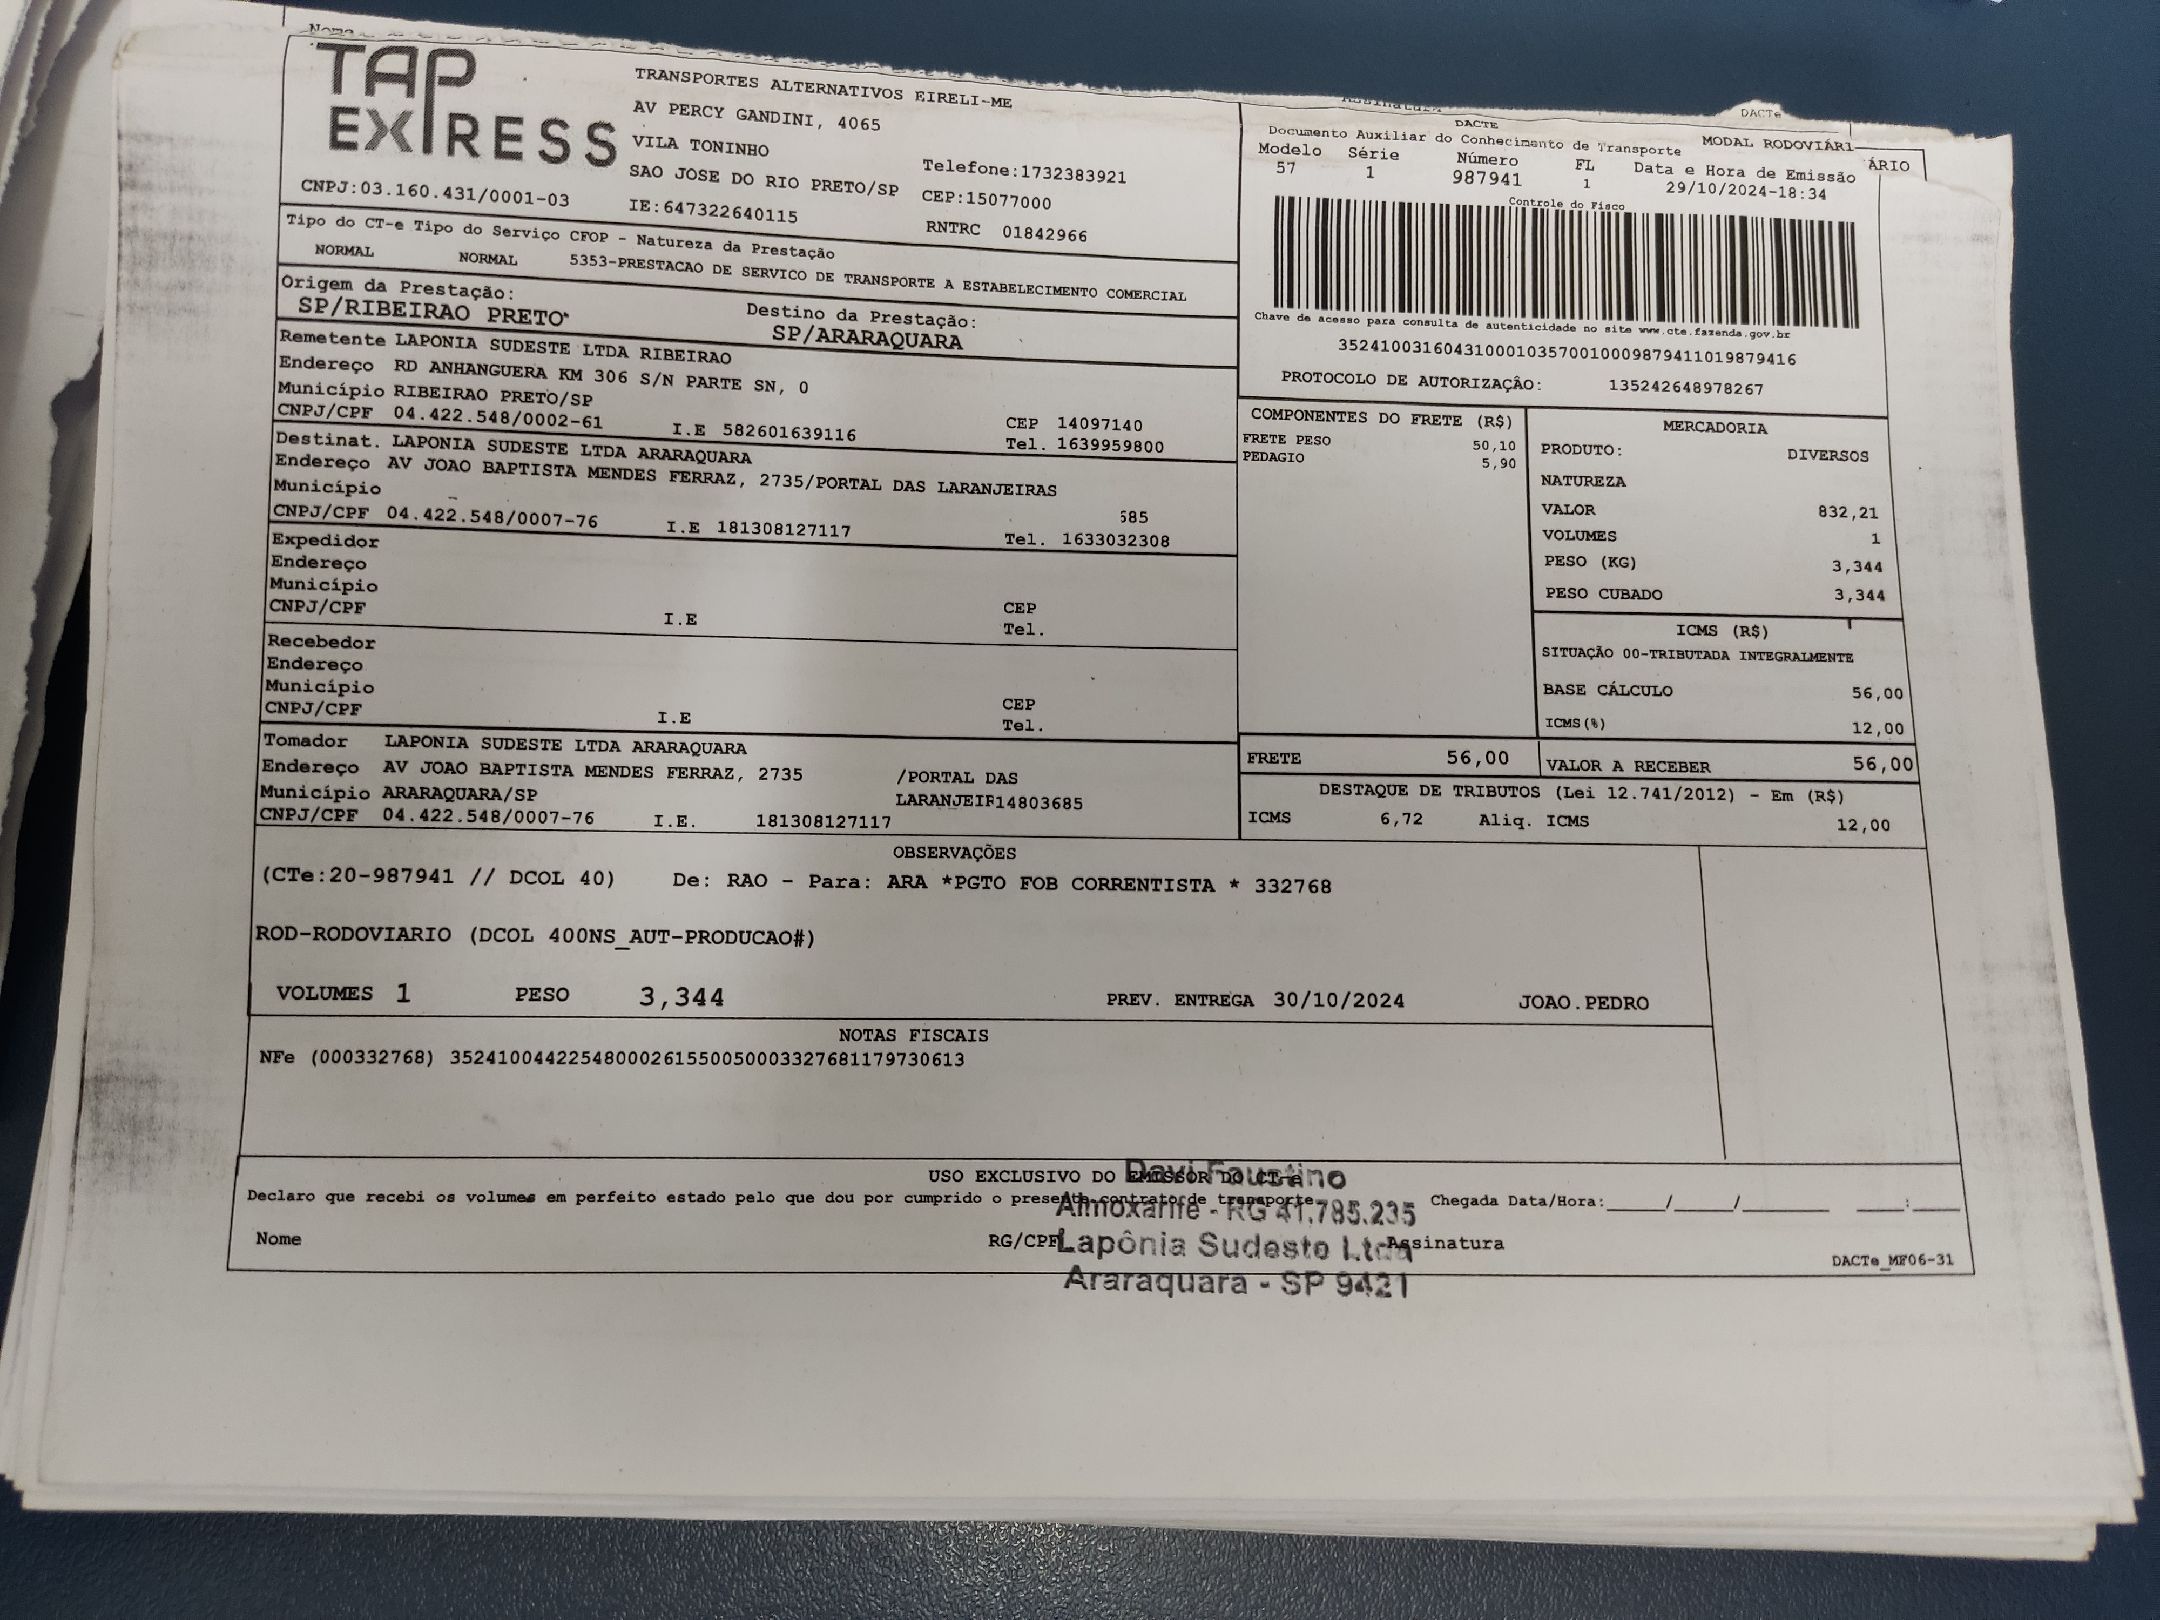 Nome
TAP EXPRESS
TRANSPORTES ALTERNATIVOS EIRELI-ME
AV PERCY GANDINI, 4065
VILA TONINHO
SAO JOSE DO RIO PRETO/SP
Telefone:1732383921
CEP:15077000
CNPJ:03.160.431/0001-03
IE:647322640115
RNTRC 01842966
Assinatura
DACTe
DACTE
Documento Auxiliar do Conhecimento de Transporte
MODAL RODOVIÁRI
ÁRIO
Modelo Série Número FL Data e Hora de Emissão
57 1 987941 1 29/10/2024-18:34
Controle do Fisco
Chave de acesso para consulta de autenticidade no site www.cte.fazenda.gov.br
35241003160431000103570010009879411019879416
PROTOCOLO DE AUTORIZAÇÃO: 135242648978267
Tipo do CT-e Tipo do Serviço CFOP - Natureza da Prestação
NORMAL NORMAL 5353-PRESTACAO DE SERVICO DE TRANSPORTE A ESTABELECIMENTO COMERCIAL
Origem da Prestação:
SP/RIBEIRAO PRETO
Destino da Prestação:
SP/ARARAQUARA
Remetente LAPONIA SUDESTE LTDA RIBEIRAO
Endereço RD ANHANGUERA KM 306 S/N PARTE SN, 0
Município RIBEIRAO PRETO/SP
CNPJ/CPF 04.422.548/0002-61 I.E 582601639116
CEP 14097140
Tel. 1639959800
Destinat. LAPONIA SUDESTE LTDA ARARAQUARA
Endereço AV JOAO BAPTISTA MENDES FERRAZ, 2735/PORTAL DAS LARANJEIRAS
Município 585
CNPJ/CPF 04.422.548/0007-76 I.E 181308127117 Tel. 1633032308
Expedidor
Endereço
Município
CNPJ/CPF I.E
CEP
Tel.
Recebedor
Endereço
Município
CNPJ/CPF I.E
CEP
Tel.
Tomador LAPONIA SUDESTE LTDA ARARAQUARA
Endereço AV JOAO BAPTISTA MENDES FERRAZ, 2735 /PORTAL DAS
Município ARARAQUARA/SP LARANJEIF14803685
CNPJ/CPF 04.422.548/0007-76 I.E. 181308127117
COMPONENTES DO FRETE (R$)
FRETE PESO 50,10
PEDAGIO 5,90
MERCADORIA
PRODUTO: DIVERSOS
NATUREZA
VALOR 832,21
VOLUMES 1
PESO (KG) 3,344
PESO CUBADO 3,344
ICMS (R$)
SITUAÇÃO 00-TRIBUTADA INTEGRALMENTE
BASE CÁLCULO 56,00
ICMS(%) 12,00
FRETE 56,00 VALOR A RECEBER 56,00
DESTAQUE DE TRIBUTOS (Lei 12.741/2012) - Em (R$)
ICMS 6,72 Aliq. ICMS 12,00
OBSERVAÇÕES
(CTe:20-987941 // DCOL 40) De: RAO - Para: ARA *PGTO FOB CORRENTISTA * 332768
ROD-RODOVIARIO (DCOL 400NS_AUT-PRODUCAO#)
VOLUMES 1 PESO 3,344 PREV. ENTREGA 30/10/2024 JOAO.PEDRO
NOTAS FISCAIS
NFe (000332768) 35241004422548000261550050003327681179730613
USO EXCLUSIVO DO EMISSOR DO CT-e
Declaro que recebi os volumes em perfeito estado pelo que dou por cumprido o presente contrato de transporte.
Chegada Data/Hora:____/____/______ ___:___
Nome RG/CPF Assinatura
DACTe_MF06-31
Davi Faustino
Almoxarife - RG 41.785.235
Lapônia Sudeste Ltda
Araraquara - SP 9421